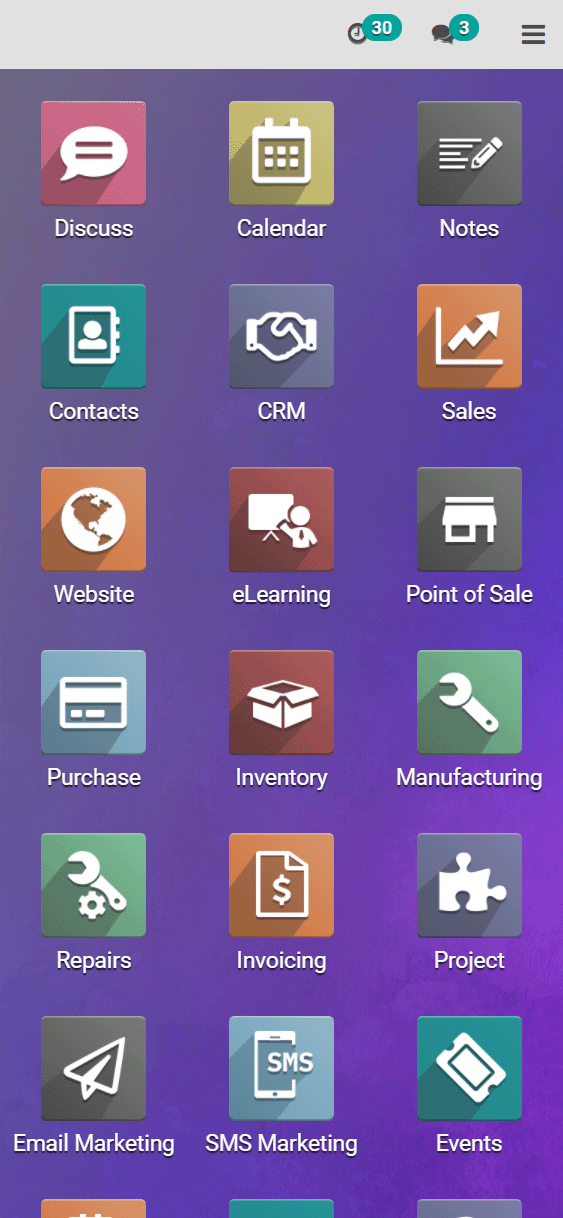 30 3
Discuss Calendar Notes
Contacts CRM Sales
Website eLearning Point of Sale
Purchase Inventory Manufacturing
$
Repairs Invoicing Project
SMS
Email Marketing SMS Marketing Events